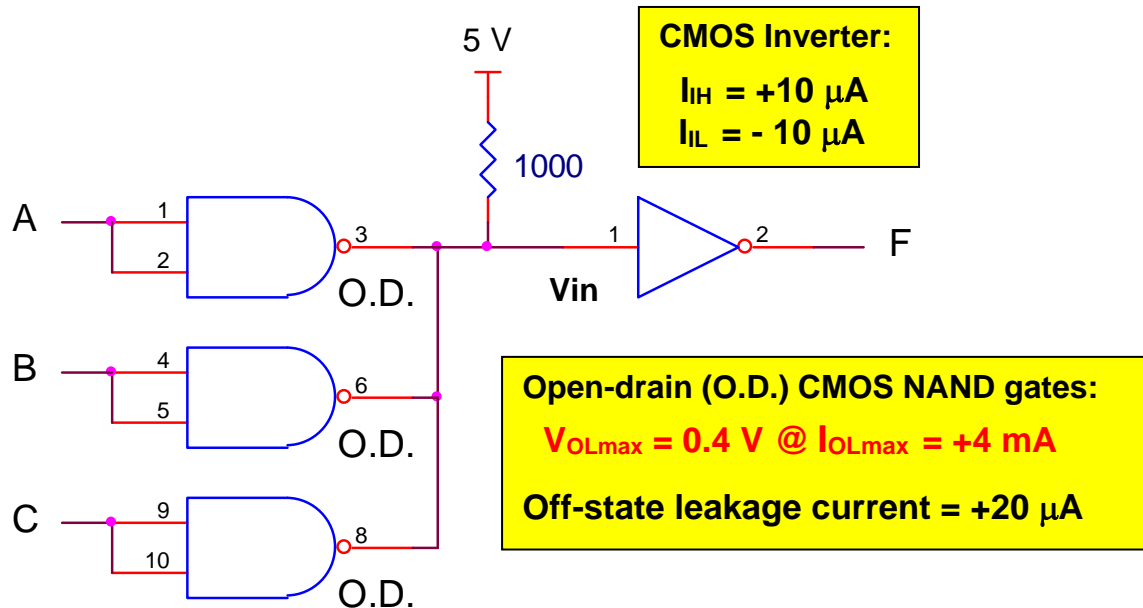 5 V
CMOS Inverter:
IIH = +10 μA
IIL = - 10 μA
1000
A
1
2
3
O.D.
1
2
F
Vin
B
4
5
6
O.D.
Open-drain (O.D.) CMOS NAND gates:
VOLmax = 0.4 V @ IOLmax = +4 mA
Off-state leakage current = +20 μA
C
9
10
8
O.D.